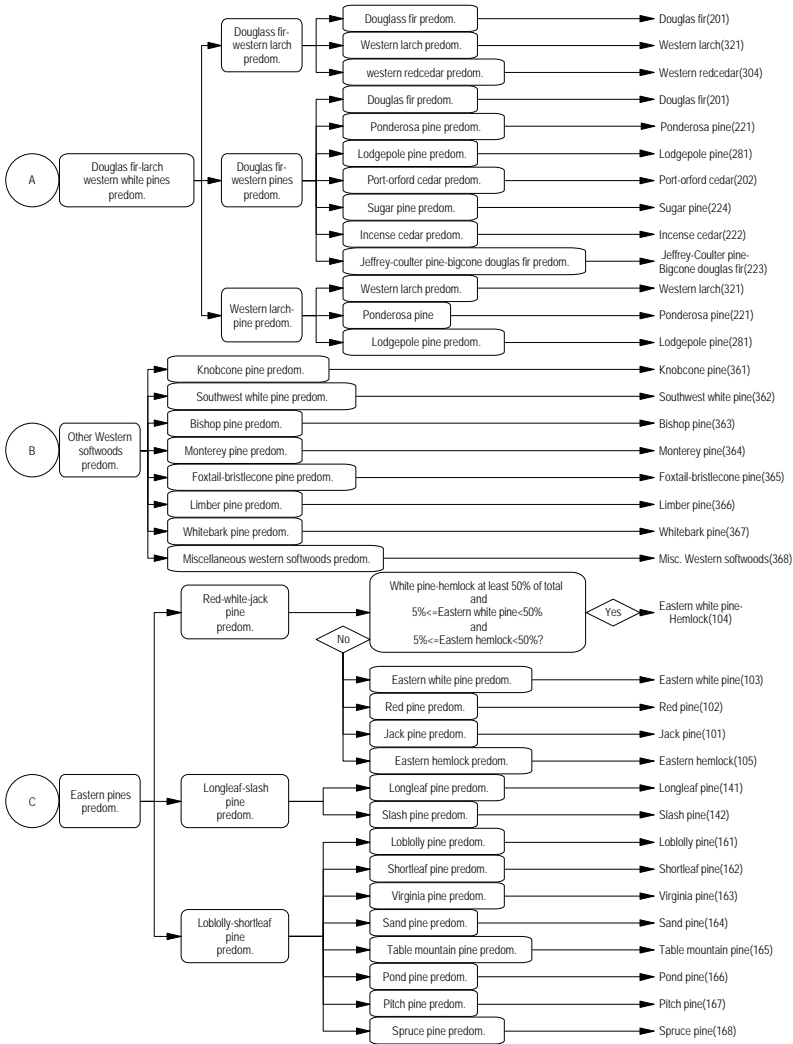 Douglass fir-
western larch
predom.
Douglass fir predom.
Douglas fir(201)
Western larch predom.
Western larch(321)
western redcedar predom.
Western redcedar(304)
A
Douglas fir-larch
western white pines
predom.
Douglas fir-
western pines
predom.
Douglas fir predom.
Douglas fir(201)
Ponderosa pine predom.
Ponderosa pine(221)
Lodgepole pine predom.
Lodgepole pine(281)
Port-orford cedar predom.
Port-orford cedar(202)
Sugar pine predom.
Sugar pine(224)
Incense cedar predom.
Incense cedar(222)
Jeffrey-coulter pine-bigcone douglas fir predom.
Jeffrey-Coulter pine-
Bigcone douglas fir(223)
Western larch-
pine predom.
Western larch predom.
Western larch(321)
Ponderosa pine
Ponderosa pine(221)
Lodgepole pine predom.
Lodgepole pine(281)
B
Other Western
softwoods
predom.
Knobcone pine predom.
Knobcone pine(361)
Southwest white pine predom.
Southwest white pine(362)
Bishop pine predom.
Bishop pine(363)
Monterey pine predom.
Monterey pine(364)
Foxtail-bristlecone pine predom.
Foxtail-bristlecone pine(365)
Limber pine predom.
Limber pine(366)
Whitebark pine predom.
Whitebark pine(367)
Miscellaneous western softwoods predom.
Misc. Western softwoods(368)
C
Eastern pines
predom.
Red-white-jack
pine
predom.
White pine-hemlock at least 50% of total
and
5%<=Eastern white pine<50%
and
5%<=Eastern hemlock<50%?
Yes
Eastern white pine-
Hemlock(104)
No
Eastern white pine predom.
Eastern white pine(103)
Red pine predom.
Red pine(102)
Jack pine predom.
Jack pine(101)
Eastern hemlock predom.
Eastern hemlock(105)
Longleaf-slash
pine
predom.
Longleaf pine predom.
Longleaf pine(141)
Slash pine predom.
Slash pine(142)
Loblolly-shortleaf
pine
predom.
Loblolly pine predom.
Loblolly pine(161)
Shortleaf pine predom.
Shortleaf pine(162)
Virginia pine predom.
Virginia pine(163)
Sand pine predom.
Sand pine(164)
Table mountain pine predom.
Table mountain pine(165)
Pond pine predom.
Pond pine(166)
Pitch pine predom.
Pitch pine(167)
Spruce pine predom.
Spruce pine(168)